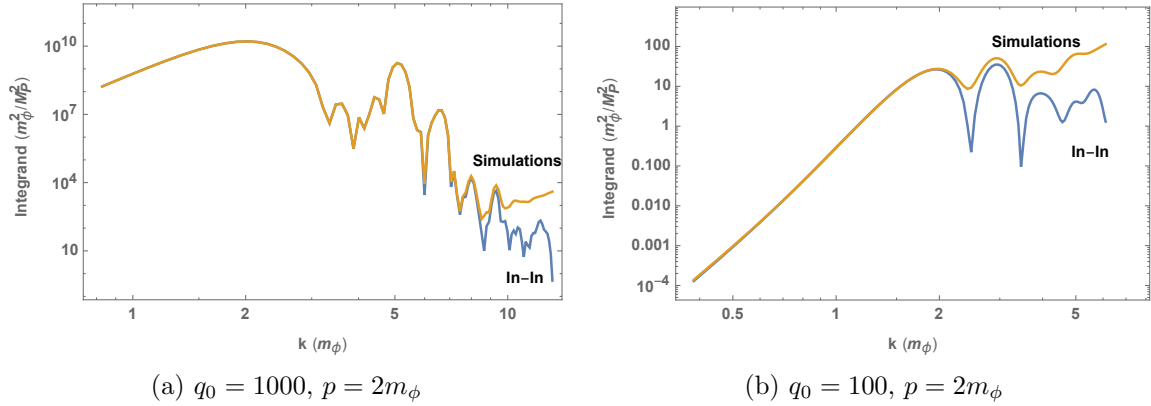 10^{10}
10^7
10^4
10
Integrand (m_ϕ^2/M_P^2)
Simulations
In–In
1
2
5
10
k (m_ϕ)
(a) q_0 = 1000, p = 2m_ϕ
100
10
1
0.100
0.010
0.001
10^{-4}
Integrand (m_ϕ^2/M_P^2)
Simulations
In–In
0.5
1
2
5
k (m_ϕ)
(b) q_0 = 100, p = 2m_ϕ